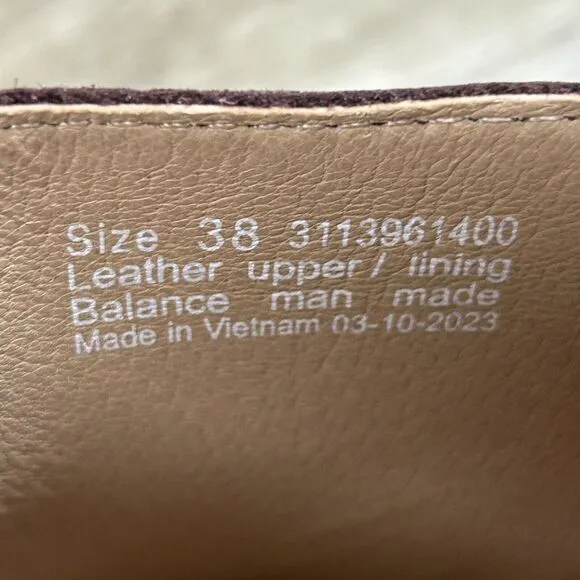 Size 38 3113961400
Leather upper / lining
Balance man made
Made in Vietnam 03-10-2023